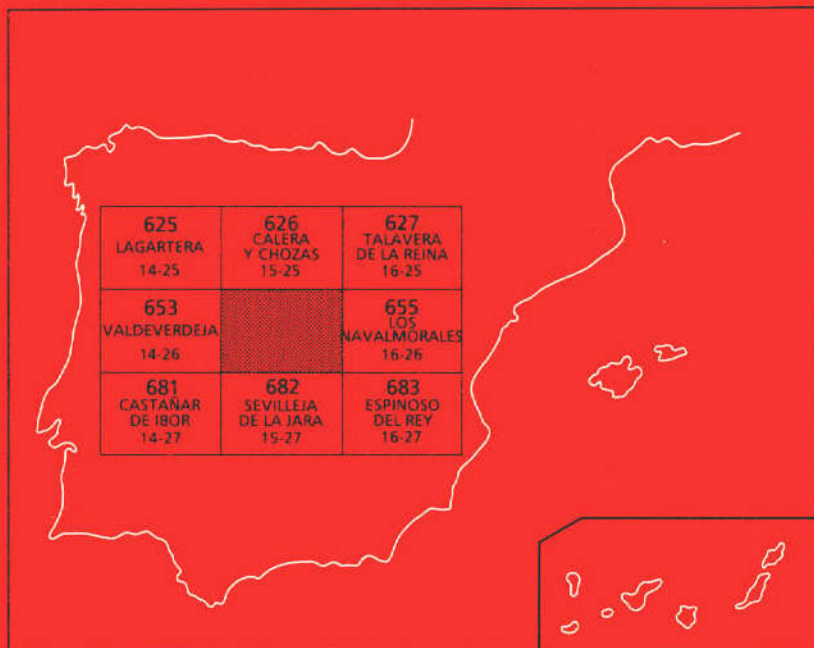 625
LAGARTERA
14-25
626
CALERA
Y CHOZAS
15-25
627
TALAVERA
DE LA REINA
16-25
653
VALDEVERDEJA
14-26
655
LOS
NAVALMORALES
16-26
681
CASTAÑAR
DE IBOR
14-27
682
SEVILLEJA
DE LA JARA
15-27
683
ESPINOSO
DEL REY
16-27